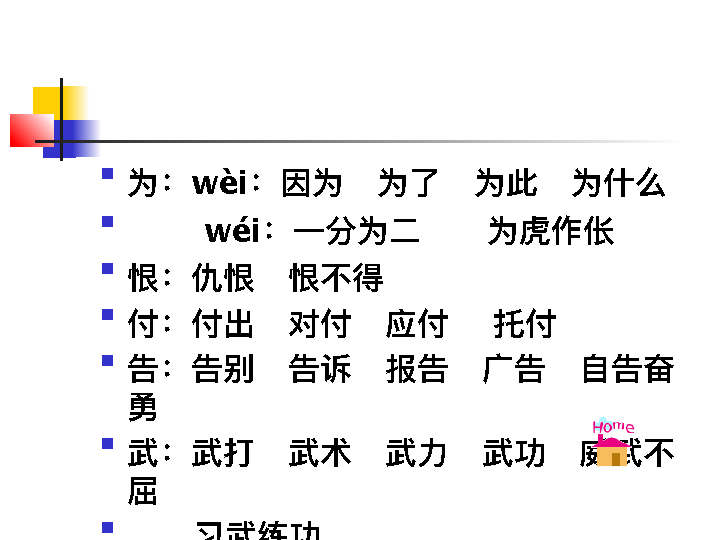 为：wèi：因为　为了　为此　为什么
wéi：一分为二　　为虎作伥
恨：仇恨　恨不得
付：付出　对付　应付　托付
告：告别　告诉　报告　广告　自告奋
勇
武：武打　武术　武力　武功　威武不
屈
习武练功
Home